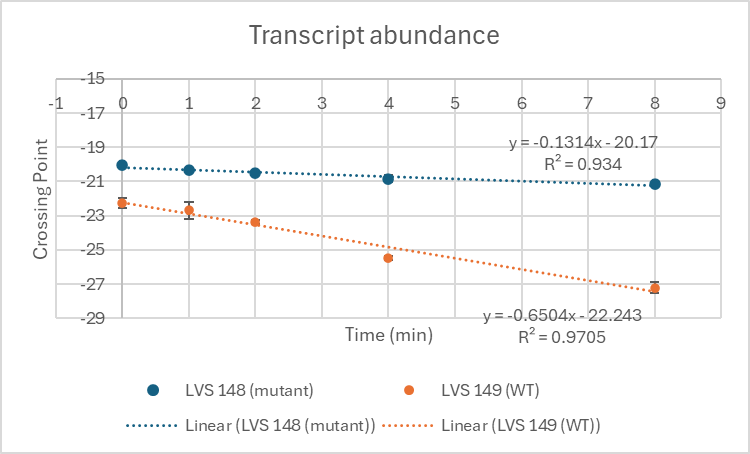 Transcript abundance
-15
-1 0 1 2 3 4 5 6 7 8 9
-17
y = -0.1314x - 20.17
R² = 0.934
-19
-21
-23
-25
-27
-29
Crossing Point
y = -0.6504x - 22.243
R² = 0.9705
Time (min)
LVS 148 (mutant) LVS 149 (WT)
Linear (LVS 148 (mutant)) Linear (LVS 149 (WT))